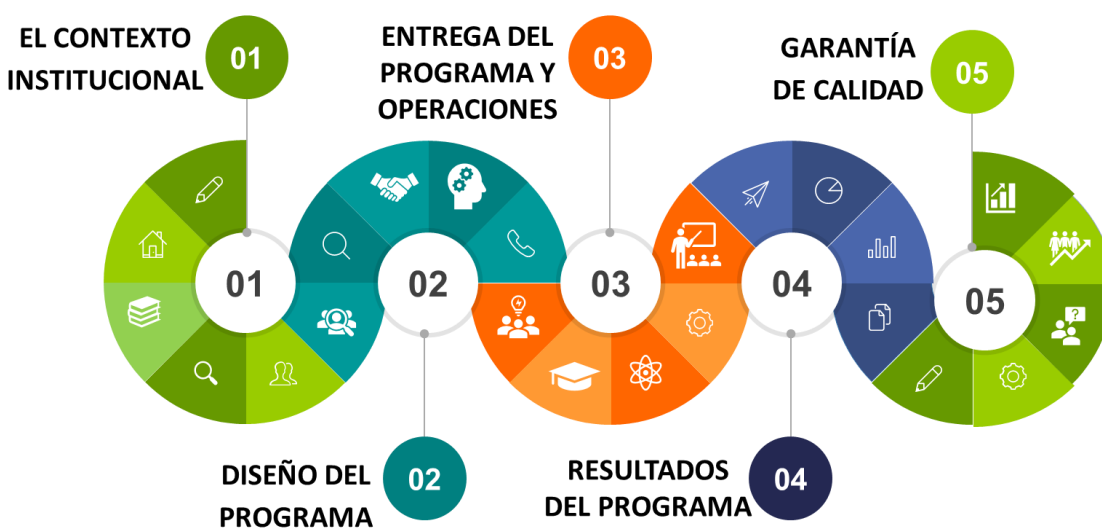 EL CONTEXTO
INSTITUCIONAL
01
ENTREGA DEL
PROGRAMA Y
OPERACIONES
03
GARANTÍA
DE CALIDAD
05
01
02
03
04
05
?
DISEÑO DEL
PROGRAMA
02
RESULTADOS
DEL PROGRAMA
04